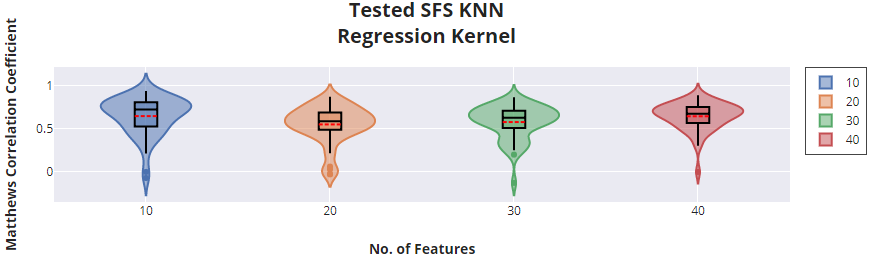 Tested SFS KNN
Regression Kernel
Matthews Correlation Coefficient
1
0.5
0
10
20
30
40
No. of Features
10
20
30
40